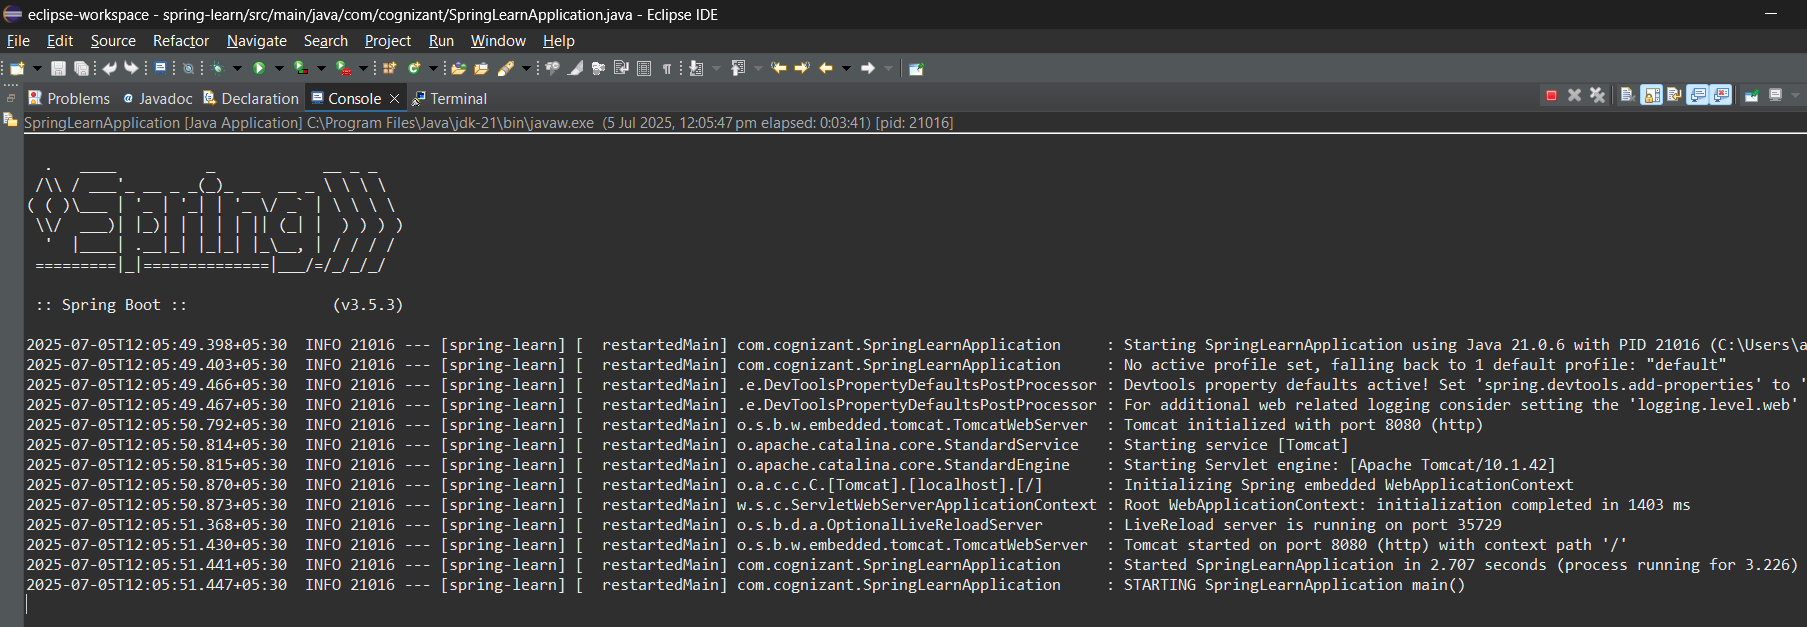 eclipse-workspace - spring-learn/src/main/java/com/cognizant/SpringLearnApplication.java - Eclipse IDE
File Edit Source Refactor Navigate Search Project Run Window Help
Problems Javadoc Declaration Console Terminal
SpringLearnApplication [Java Application] C:\Program Files\Java\jdk-21\bin\javaw.exe (5 Jul 2025, 12:05:47 pm elapsed: 0:03:41) [pid: 21016]
  .   ____          _            __ _ _
 /\\ / ___'_ __ _ _(_)_ __  __ _ \ \ \ \
( ( )\___ | '_ | '_| | '_ \/ _` | \ \ \ \
 \\/  ___)| |_)| | | | | || (_| |  ) ) ) )
  '  |____| .__|_| |_|_| |_\__, | / / / /
 =========|_|==============|___/=/_/_/_/
 :: Spring Boot ::                (v3.5.3)
2025-07-05T12:05:49.398+05:30  INFO 21016 --- [spring-learn] [  restartedMain] com.cognizant.SpringLearnApplication     : Starting SpringLearnApplication using Java 21.0.6 with PID 21016 (C:\Users\a
2025-07-05T12:05:49.403+05:30  INFO 21016 --- [spring-learn] [  restartedMain] com.cognizant.SpringLearnApplication     : No active profile set, falling back to 1 default profile: "default"
2025-07-05T12:05:49.466+05:30  INFO 21016 --- [spring-learn] [  restartedMain] .e.DevToolsPropertyDefaultsPostProcessor : Devtools property defaults active! Set 'spring.devtools.add-properties' to '
2025-07-05T12:05:49.467+05:30  INFO 21016 --- [spring-learn] [  restartedMain] .e.DevToolsPropertyDefaultsPostProcessor : For additional web related logging consider setting the 'logging.level.web'
2025-07-05T12:05:50.792+05:30  INFO 21016 --- [spring-learn] [  restartedMain] o.s.b.w.embedded.tomcat.TomcatWebServer  : Tomcat initialized with port 8080 (http)
2025-07-05T12:05:50.814+05:30  INFO 21016 --- [spring-learn] [  restartedMain] o.apache.catalina.core.StandardService   : Starting service [Tomcat]
2025-07-05T12:05:50.815+05:30  INFO 21016 --- [spring-learn] [  restartedMain] o.apache.catalina.core.StandardEngine    : Starting Servlet engine: [Apache Tomcat/10.1.42]
2025-07-05T12:05:50.870+05:30  INFO 21016 --- [spring-learn] [  restartedMain] o.a.c.c.C.[Tomcat].[localhost].[/]       : Initializing Spring embedded WebApplicationContext
2025-07-05T12:05:50.873+05:30  INFO 21016 --- [spring-learn] [  restartedMain] w.s.c.ServletWebServerApplicationContext : Root WebApplicationContext: initialization completed in 1403 ms
2025-07-05T12:05:51.368+05:30  INFO 21016 --- [spring-learn] [  restartedMain] o.s.b.d.a.OptionalLiveReloadServer       : LiveReload server is running on port 35729
2025-07-05T12:05:51.430+05:30  INFO 21016 --- [spring-learn] [  restartedMain] o.s.b.w.embedded.tomcat.TomcatWebServer  : Tomcat started on port 8080 (http) with context path '/'
2025-07-05T12:05:51.441+05:30  INFO 21016 --- [spring-learn] [  restartedMain] com.cognizant.SpringLearnApplication     : Started SpringLearnApplication in 2.707 seconds (process running for 3.226)
2025-07-05T12:05:51.447+05:30  INFO 21016 --- [spring-learn] [  restartedMain] com.cognizant.SpringLearnApplication     : STARTING SpringLearnApplication main()